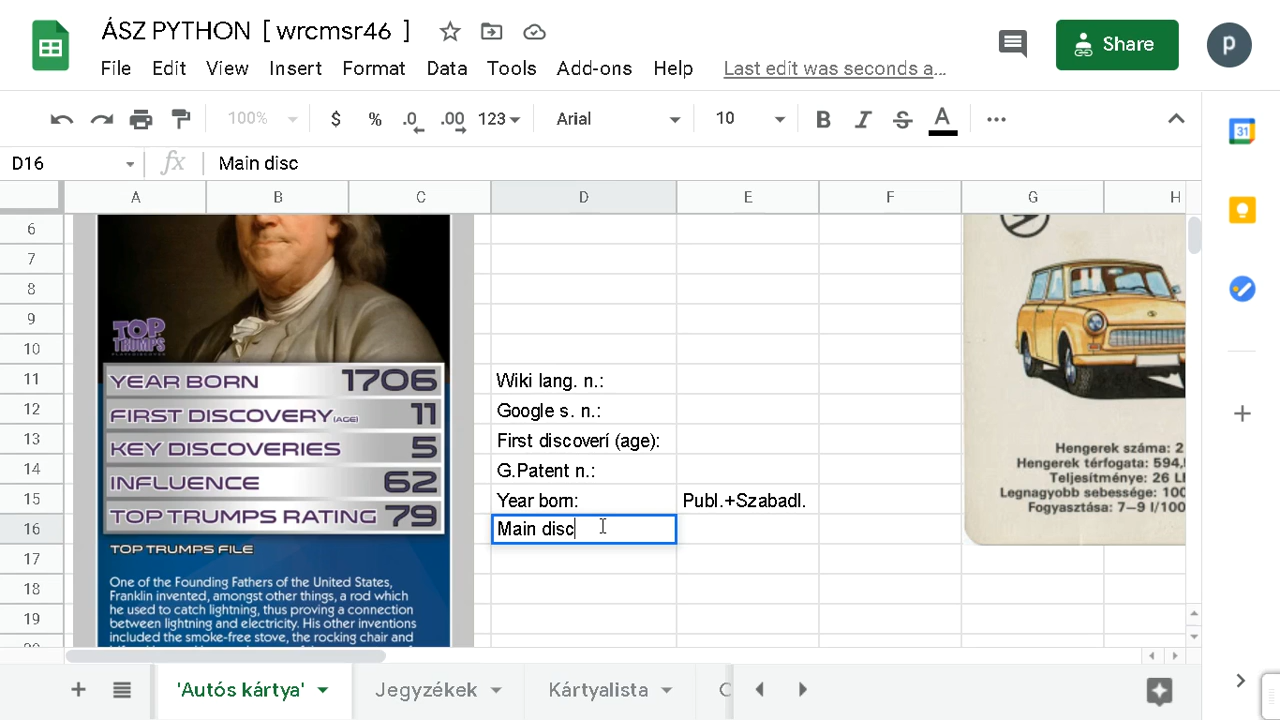 ÁSZ PYTHON [ wrcmsr46 ]
Share
p
File Edit View Insert Format Data Tools Add-ons Help Last edit was seconds a...
100% $ % .0 .00 123 Arial 10 B I S A
31
D16 fx Main disc
A B C D E F G H
6
7
8
9
10
TOP TRUMPS
11 YEAR BORN 1706 Wiki lang. n.:
12 FIRST DISCOVERY (AGE) 11 Google s. n.:
13 KEY DISCOVERIES 5 First discoverí (age):
14 INFLUENCE 62 G.Patent n.:
15 TOP TRUMPS RATING 79 Year born: Publ.+Szabadl.
16 TOP TRUMPS FILE Main disc
17
18
19
One of the Founding Fathers of the United States,
Franklin invented, amongst other things, a rod which
he used to catch lightning, thus proving a connection
between lightning and electricity. His other inventions
included the smoke-free stove, the rocking chair and
Hengerek száma: 2
Hengerek térfogata: 594,
Teljesítménye: 26 L
Legnagyobb sebessége: 100
Fogyasztása: 7–9 l/100
'Autós kártya' Jegyzékek Kártyalista